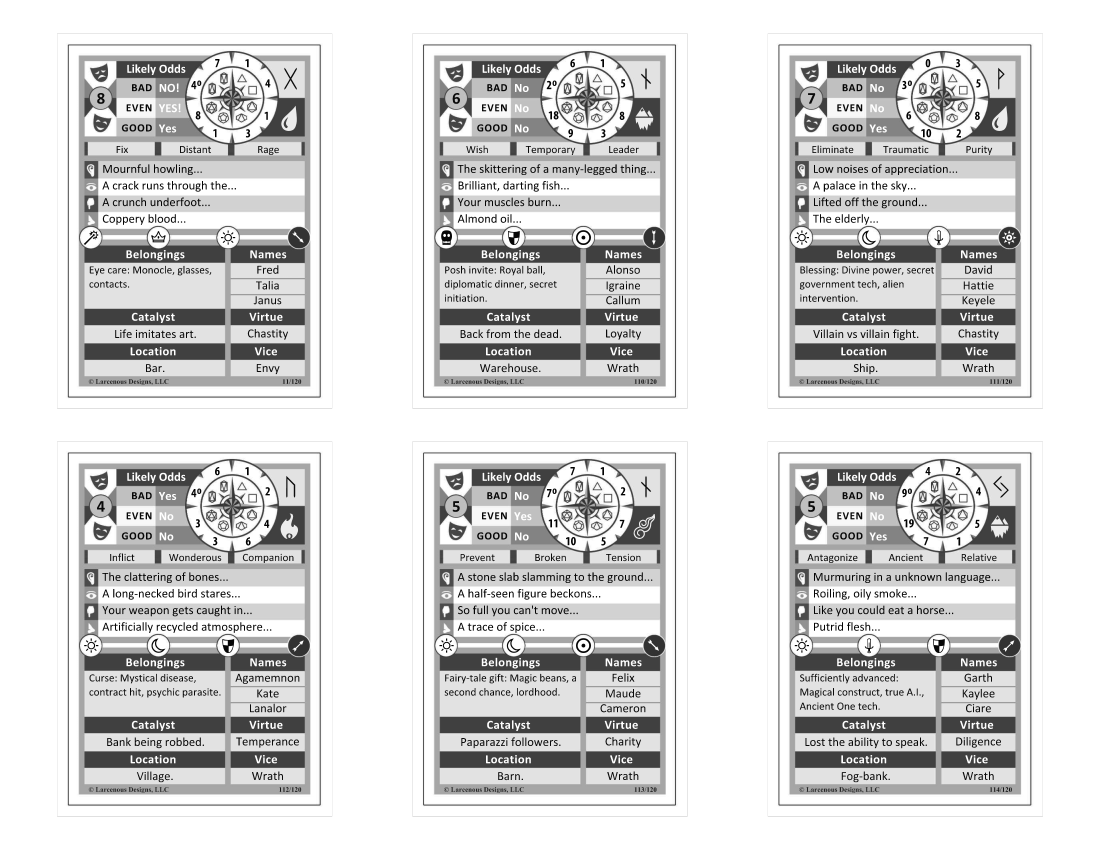 Likely Odds
7 1
8 BAD NO! 4º 4
EVEN YES! 8 1
GOOD Yes 1 3
Fix Distant Rage
Mournful howling...
A crack runs through the...
A crunch underfoot...
Coppery blood...
Belongings Names
Eye care: Monocle, glasses, Fred
contacts. Talia
Janus
Catalyst Virtue
Life imitates art. Chastity
Location Vice
Bar. Envy
© Larcenous Designs, LLC 11/120
Likely Odds
6 1
6 BAD No 2º 5
EVEN No 18 8
GOOD No 9 3
Wish Temporary Leader
The skittering of a many-legged thing...
Brilliant, darting fish...
Your muscles burn...
Almond oil...
Belongings Names
Posh invite: Royal ball, Alonso
diplomatic dinner, secret Igraine
initiation. Callum
Catalyst Virtue
Back from the dead. Loyalty
Location Vice
Warehouse. Wrath
© Larcenous Designs, LLC 110/120
Likely Odds
0 3
7 BAD No 3º 5
EVEN No 6 8
GOOD Yes 10 2
Eliminate Traumatic Purity
Low noises of appreciation...
A palace in the sky...
Lifted off the ground...
The elderly...
Belongings Names
Blessing: Divine power, secret David
government tech, alien Hattie
intervention. Keyele
Catalyst Virtue
Villain vs villain fight. Chastity
Location Vice
Ship. Wrath
© Larcenous Designs, LLC 111/120
Likely Odds
6 1
4 BAD Yes 4º 2
EVEN No 3 4
GOOD No 3 6
Inflict Wonderous Companion
The clattering of bones...
A long-necked bird stares...
Your weapon gets caught in...
Artificially recycled atmosphere...
Belongings Names
Curse: Mystical disease, Agamemnon
contract hit, psychic parasite. Kate
Lanalor
Catalyst Virtue
Bank being robbed. Temperance
Location Vice
Village. Wrath
© Larcenous Designs, LLC 112/120
Likely Odds
7 1
5 BAD No 7º 2
EVEN Yes 11 7
GOOD No 10 5
Prevent Broken Tension
A stone slab slamming to the ground...
A half-seen figure beckons...
So full you can't move...
A trace of spice...
Belongings Names
Fairy-tale gift: Magic beans, a Felix
second chance, lordhood. Maude
Cameron
Catalyst Virtue
Paparazzi followers. Charity
Location Vice
Barn. Wrath
© Larcenous Designs, LLC 113/120
Likely Odds
4 2
5 BAD No 9º 4
EVEN No 19 5
GOOD Yes 7 1
Antagonize Ancient Relative
Murmuring in a unknown language...
Roiling, oily smoke...
Like you could eat a horse...
Putrid flesh...
Belongings Names
Sufficiently advanced: Garth
Magical construct, true A.I., Kaylee
Ancient One tech. Ciare
Catalyst Virtue
Lost the ability to speak. Diligence
Location Vice
Fog-bank. Wrath
© Larcenous Designs, LLC 114/120